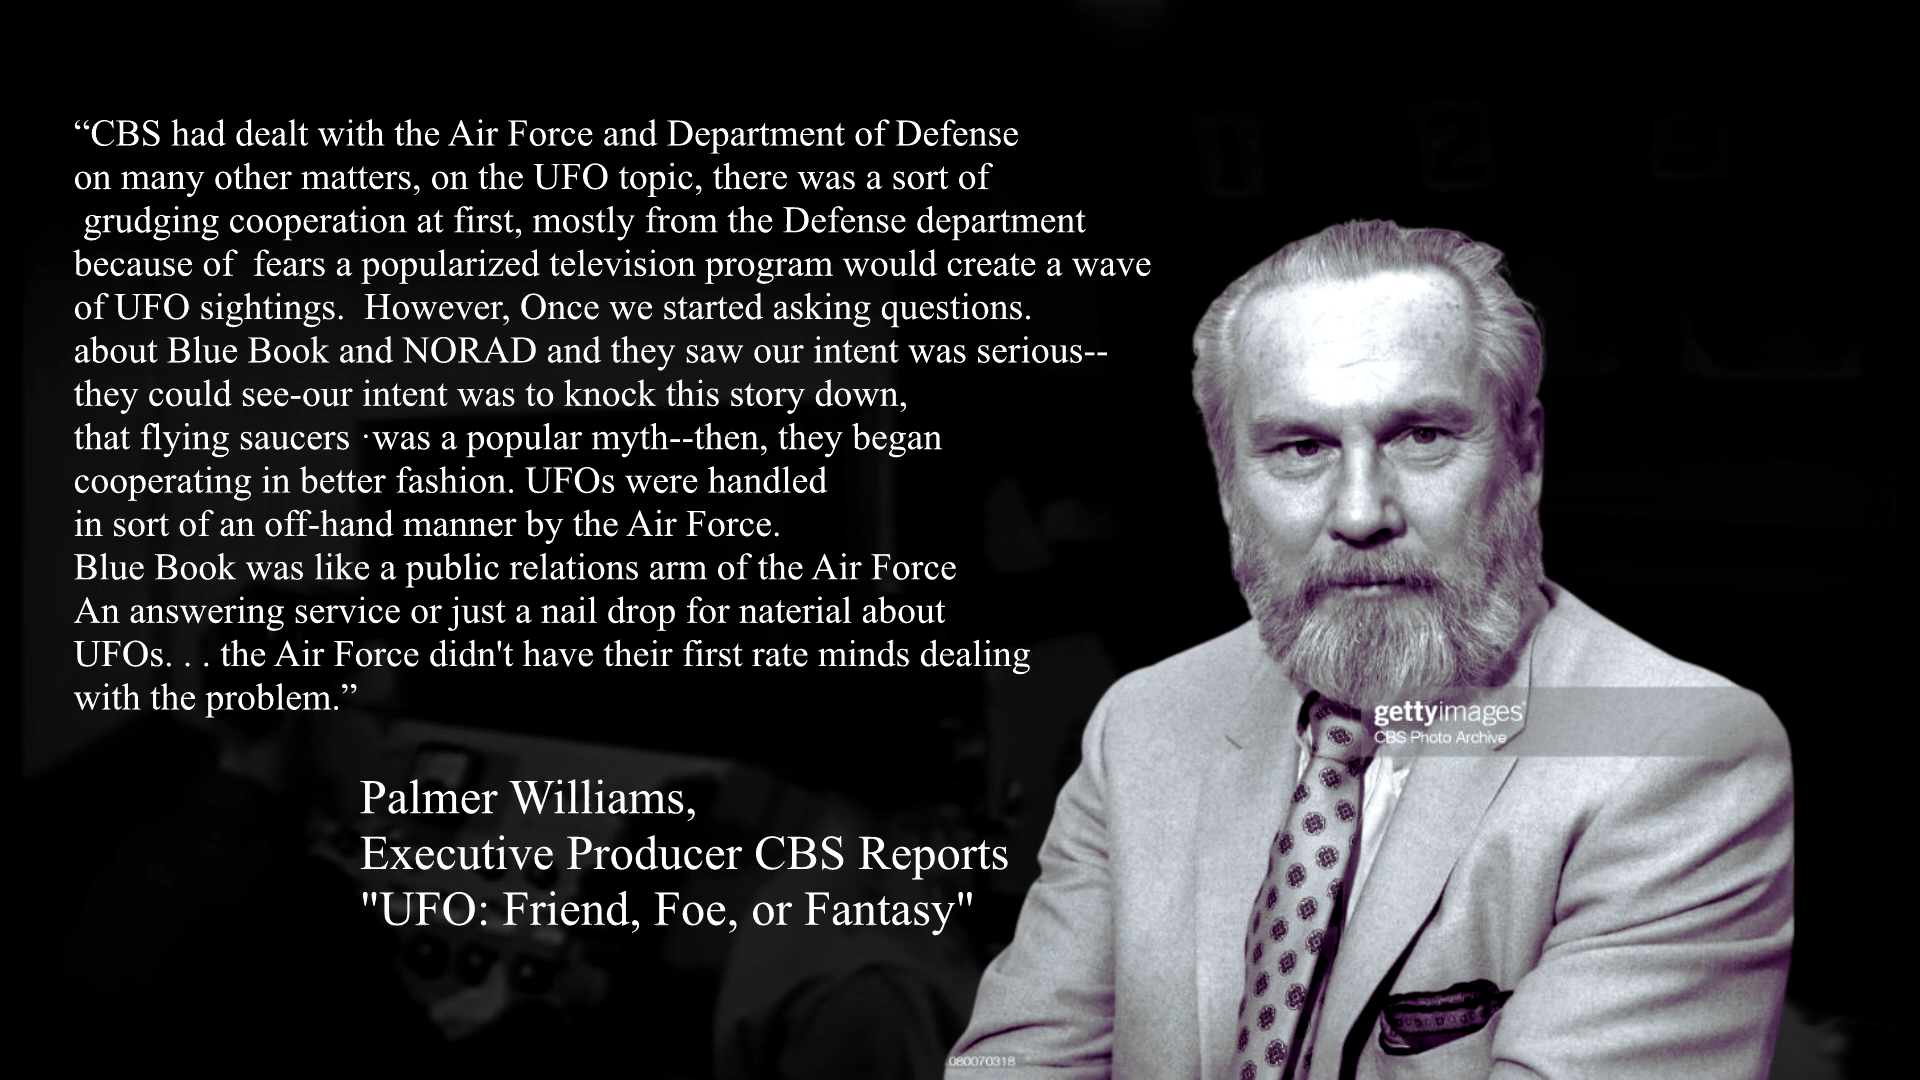 “CBS had dealt with the Air Force and Department of Defense
on many other matters, on the UFO topic, there was a sort of
grudging cooperation at first, mostly from the Defense department
because of fears a popularized television program would create a wave
of UFO sightings. However, Once we started asking questions.
about Blue Book and NORAD and they saw our intent was serious--
they could see-our intent was to knock this story down,
that flying saucers ·was a popular myth--then, they began
cooperating in better fashion. UFOs were handled
in sort of an off-hand manner by the Air Force.
Blue Book was like a public relations arm of the Air Force
An answering service or just a nail drop for naterial about
UFOs. . . the Air Force didn't have their first rate minds dealing
with the problem.”
Palmer Williams,
Executive Producer CBS Reports
"UFO: Friend, Foe, or Fantasy"
gettyimages®
CBS Photo Archive
080070318
1 2 3